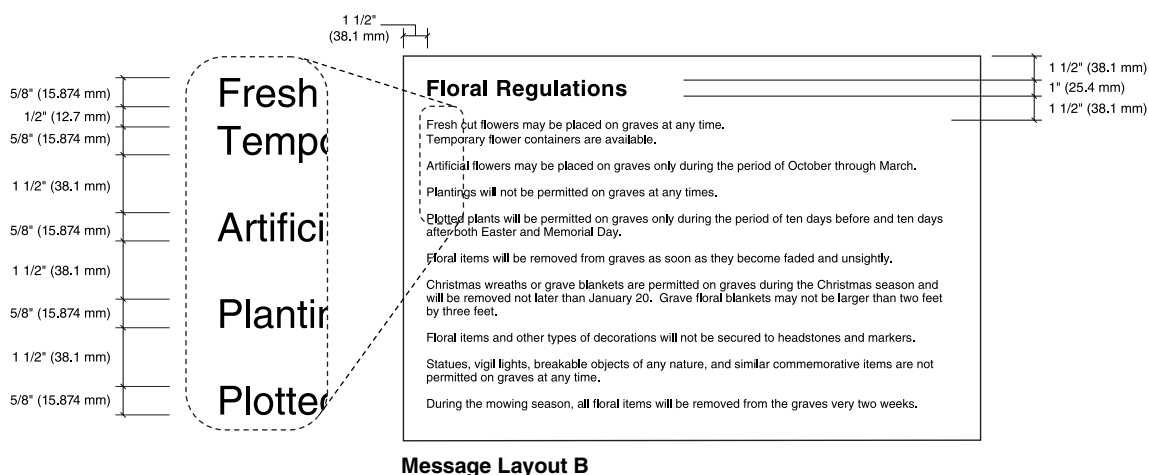 1 1/2"
(38.1 mm)
5/8" (15.874 mm)
1/2" (12.7 mm)
5/8" (15.874 mm)
1 1/2" (38.1 mm)
5/8" (15.874 mm)
1 1/2" (38.1 mm)
5/8" (15.874 mm)
1 1/2" (38.1 mm)
5/8" (15.874 mm)
Fresh
Tempo
Artifici
Plantin
Plotted
Floral Regulations
Fresh cut flowers may be placed on graves at any time.
Temporary flower containers are available.
Artificial flowers may be placed on graves only during the period of October through March.
Plantings will not be permitted on graves at any times.
Plotted plants will be permitted on graves only during the period of ten days before and ten days
after both Easter and Memorial Day.
Floral items will be removed from graves as soon as they become faded and unsightly.
Christmas wreaths or grave blankets are permitted on graves during the Christmas season and
will be removed not later than January 20.  Grave floral blankets may not be larger than two feet
by three feet.
Floral items and other types of decorations will not be secured to headstones and markers.
Statues, vigil lights, breakable objects of any nature, and similar commemorative items are not
permitted on graves at any time.
During the mowing season, all floral items will be removed from the graves very two weeks.
1 1/2" (38.1 mm)
1" (25.4 mm)
1 1/2" (38.1 mm)
Message Layout B